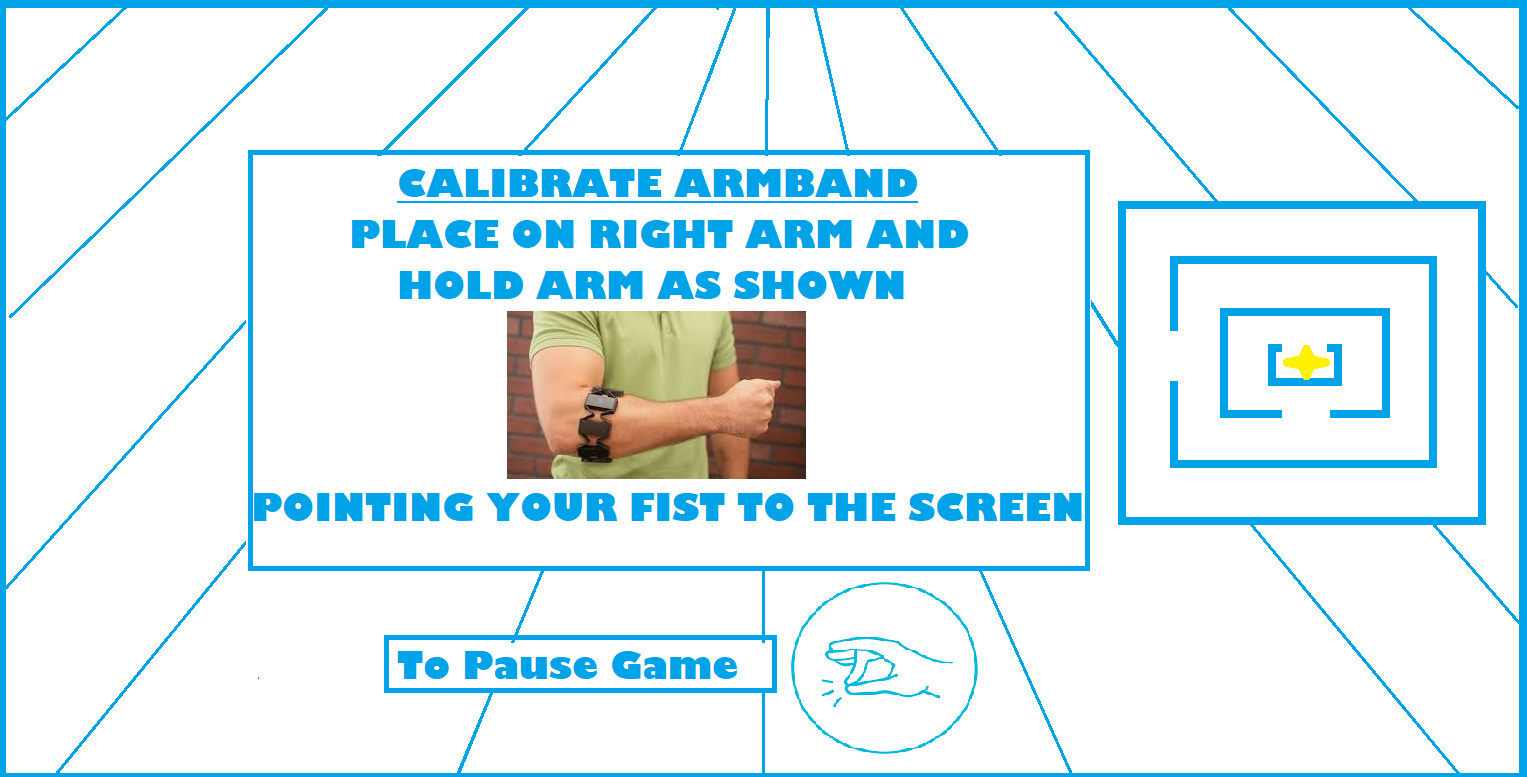 CALIBRATE ARMBAND
PLACE ON RIGHT ARM AND
HOLD ARM AS SHOWN
POINTING YOUR FIST TO THE SCREEN
To Pause Game